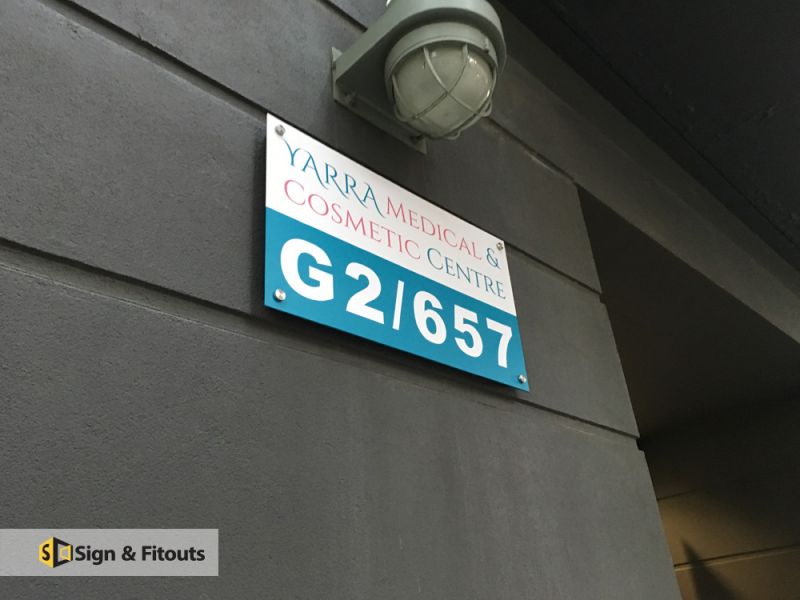 YARRA MEDICAL &
COSMETIC CENTRE
G2/657
S Sign & Fitouts